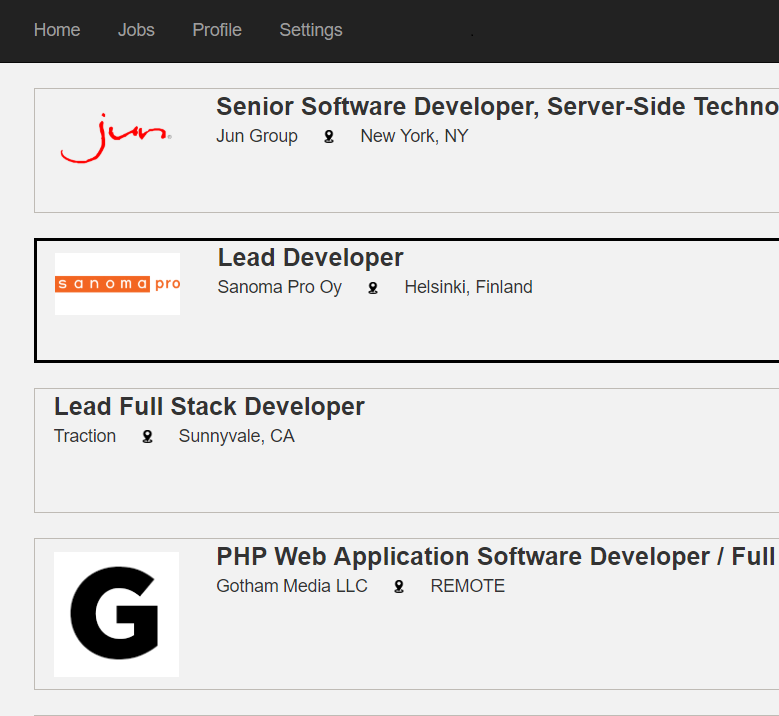 Home Jobs Profile Settings
jun
Senior Software Developer, Server-Side Techno
Jun Group New York, NY
sanoma pro
Lead Developer
Sanoma Pro Oy Helsinki, Finland
Lead Full Stack Developer
Traction Sunnyvale, CA
G
PHP Web Application Software Developer / Full
Gotham Media LLC REMOTE